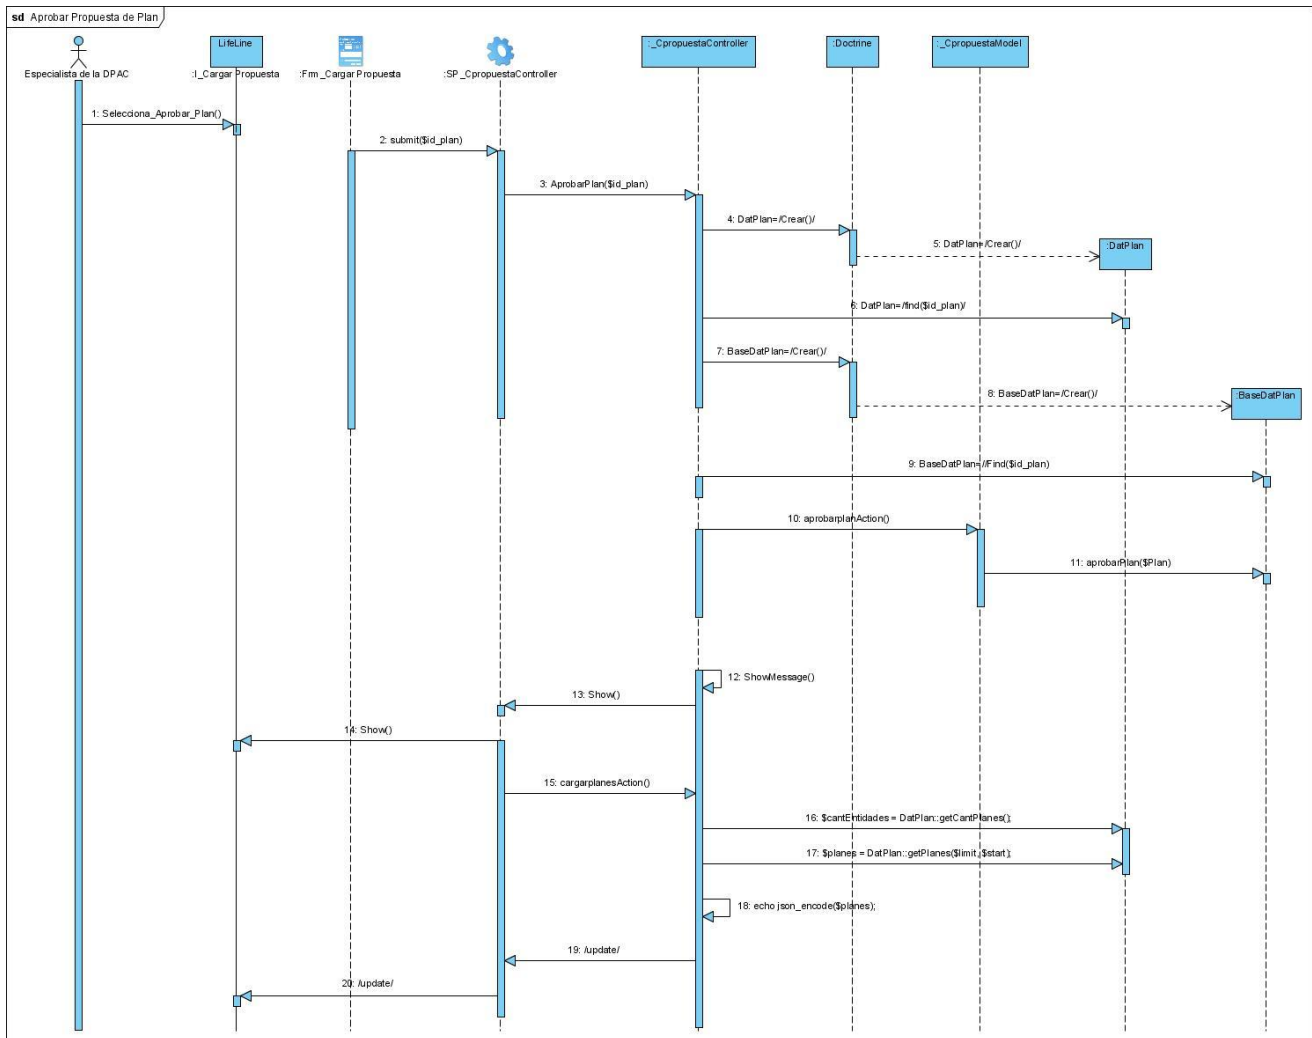 sd Aprobar Propuesta de Plan
LifeLine
:_CpropuestaController
:Doctrine
:_CpropuestaModel
Especialista de la DPAC
:I_Cargar Propuesta
:Frm_Cargar Propuesta
:SP_CpropuestaController
1: Selecciona_Aprobar_Plan()
2: submit($id_plan)
3: AprobarPlan($id_plan)
4: DatPlan=/Crear()/
5: DatPlan=/Crear()/
:DatPlan
6: DatPlan=/find($id_plan)/
7: BaseDatPlan=/Crear()/
8: BaseDatPlan=/Crear()/
:BaseDatPlan
9: BaseDatPlan=//Find($id_plan)
10: aprobarplanAction()
11: aprobarPlan($Plan)
12: ShowMessage()
13: Show()
14: Show()
15: cargarplanesAction()
16: $cantEntidades = DatPlan::getCantPlanes();
17: $planes = DatPlan::getPlanes($limit, $start);
18: echo json_encode($planes);
19: /update/
20: /update/